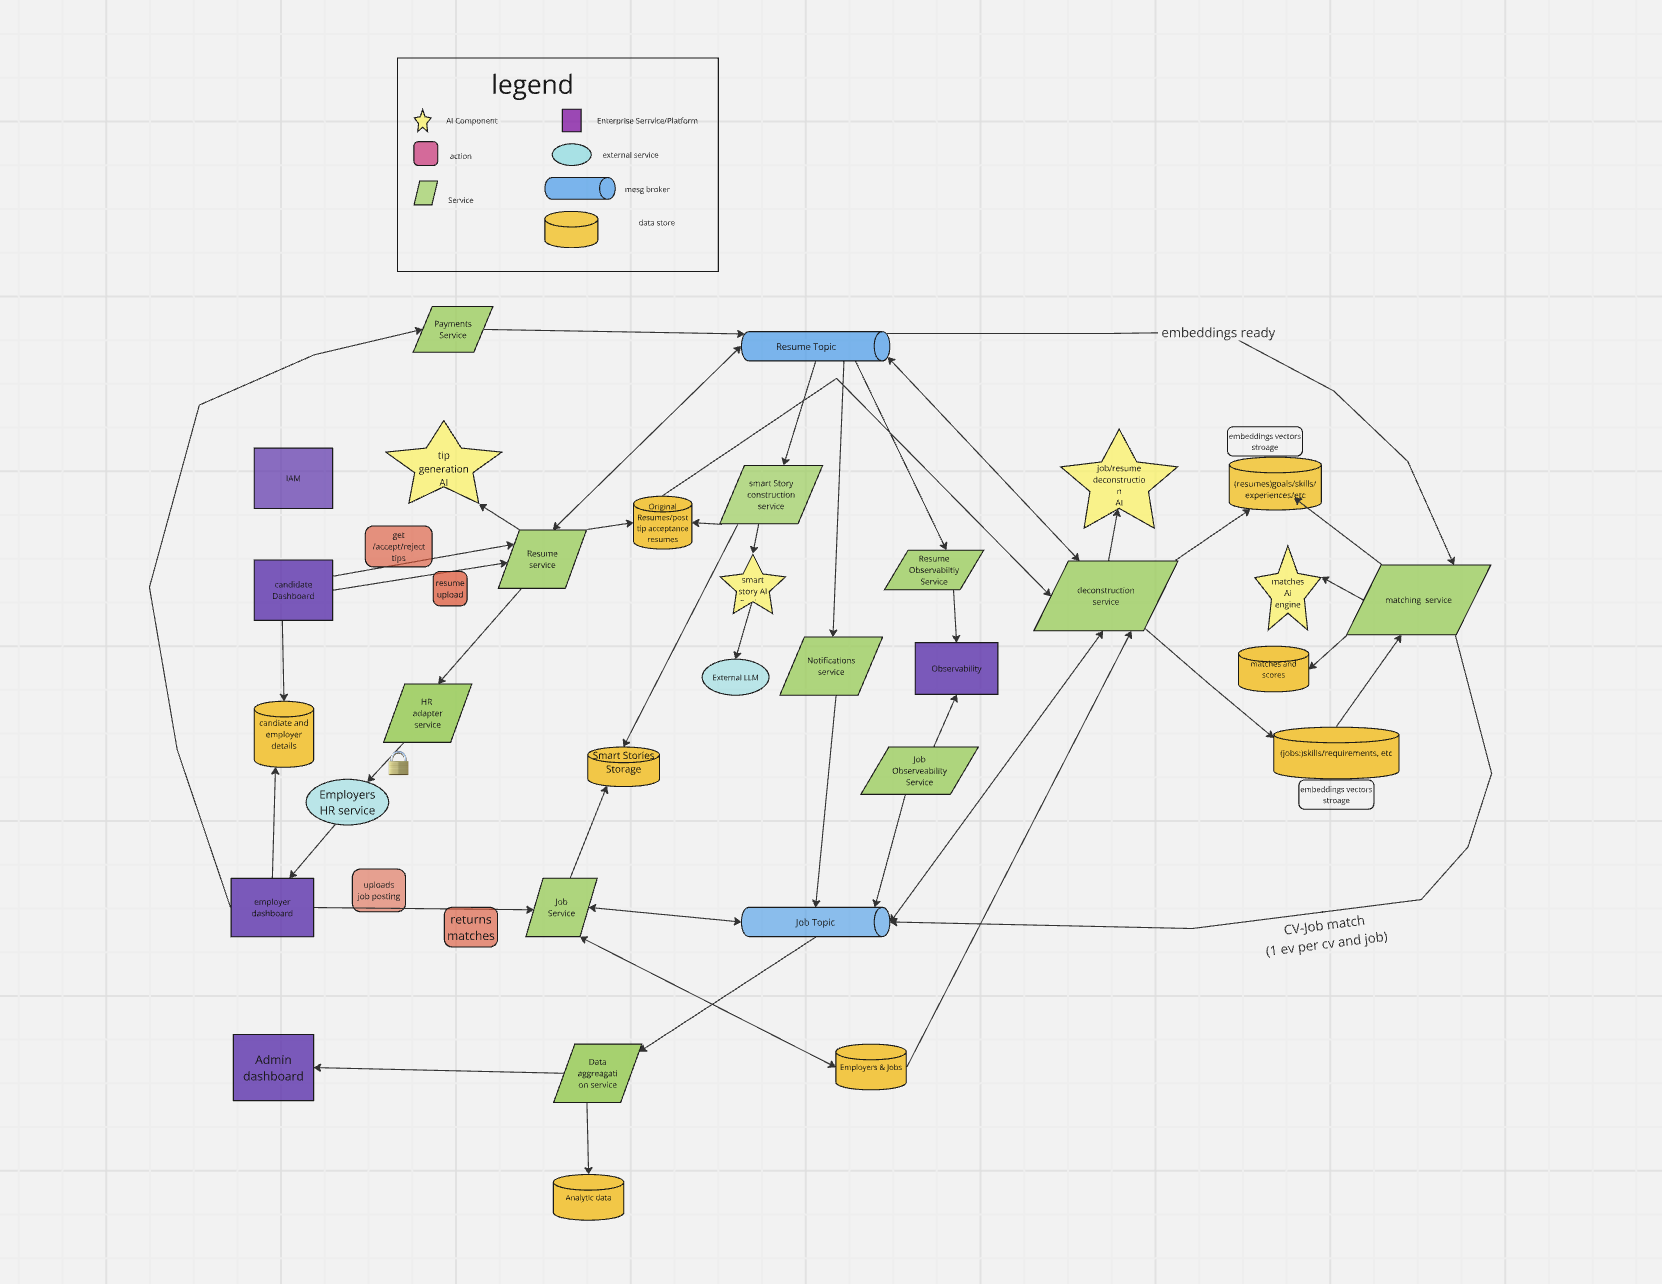 legend
AI Component
Enterprise Serrvice/Platform
action
external service
Service
mesg broker
data store
Payments
Service
Resume Topic
embeddings ready
IAM
tip
generation
AI
get
/accept/reject
tips
candidate
Dashboard
resume
upload
Resume
service
Original
Resumes/post
tip acceptance
resumes
smart Story
construction
service
smart
story AI
External LLM
Resume
Observabiltiy
Service
Notifications
service
Observability
job/resume
deconstructio
n
AI
deconstruction
service
embeddings vectors
stroage
(resumes)goals/skills/
experiences/etc
matches
Ai
engine
matching service
matches and
scores
(jobs:)skills/requirements, etc
embeddings vectors
stroage
HR
adapter
service
candiate and
employer
details
Employers
HR service
Smart Stories
Storage
Job
Observeability
Service
employer
dashboard
uploads
job posting
returns
matches
Job
Service
Job Topic
CV-Job match
(1 ev per cv and job)
Admin
dashboard
Data
aggreagati
on service
Employers & Jobs
Analytic data